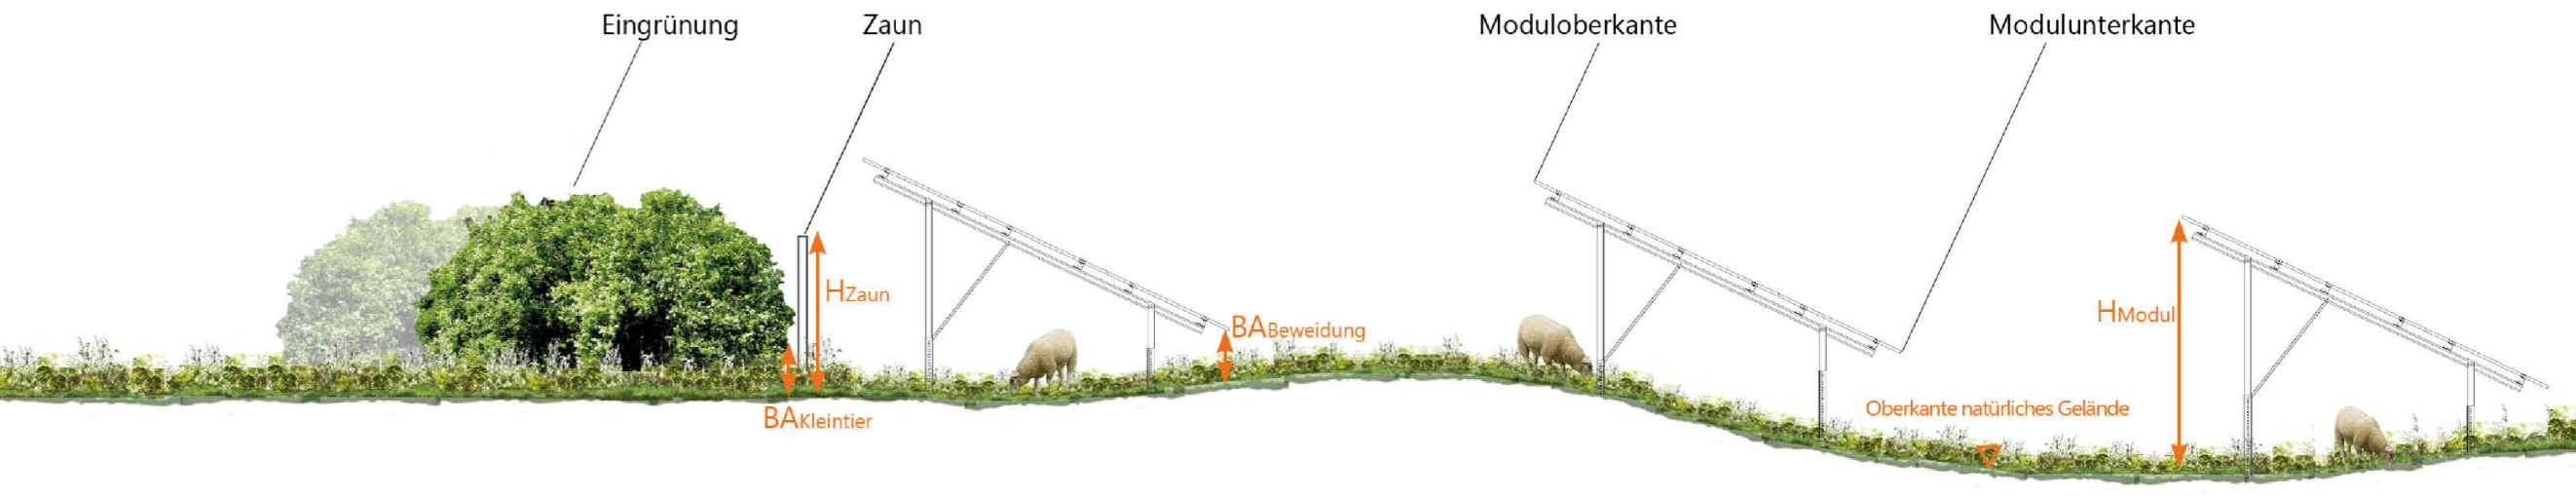 Eingrünung
Zaun
Moduloberkante
Modulunterkante
HZaun
BAKleintier
BABeweidung
HModul
Oberkante natürliches Gelände